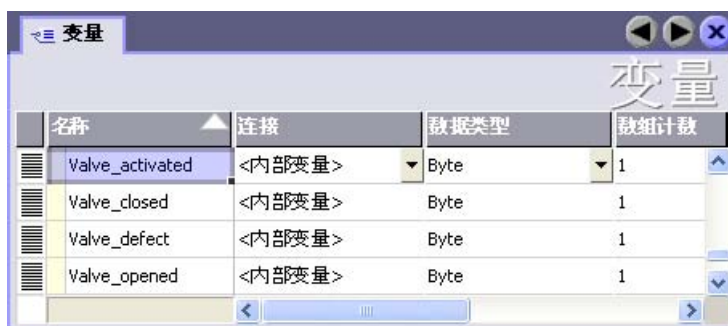 变量
变量
名称 连接 数据类型 数组计数
Valve_activated <内部变量> Byte 1
Valve_closed <内部变量> Byte 1
Valve_defect <内部变量> Byte 1
Valve_opened <内部变量> Byte 1